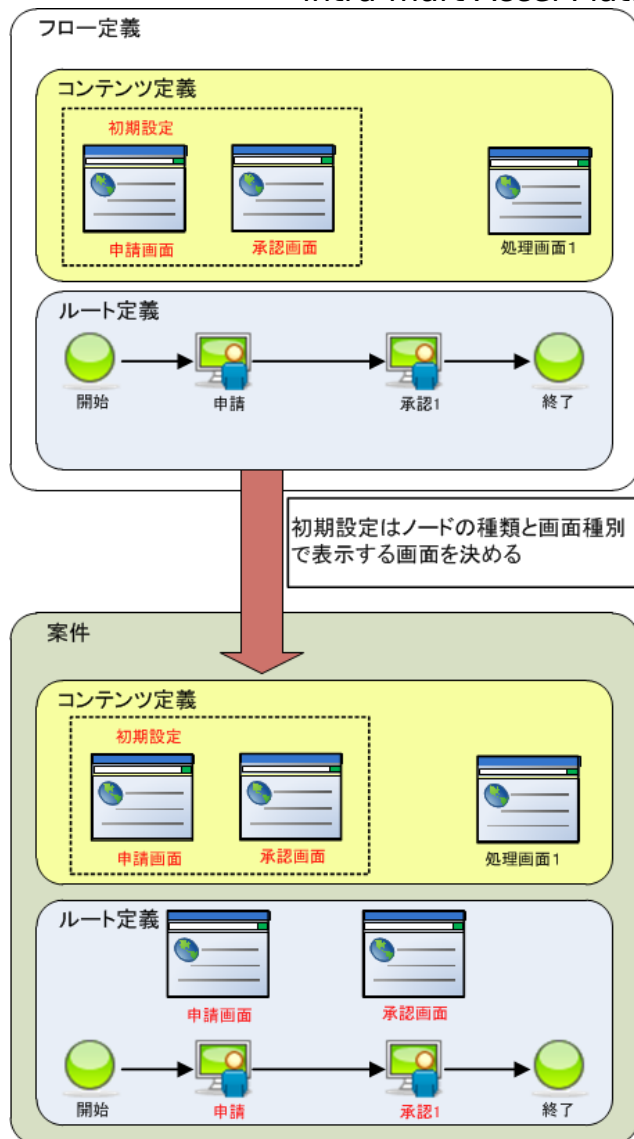 フロー定義
コンテンツ定義
初期設定
申請画面
承認画面
処理画面1
ルート定義
開始
申請
承認1
終了
初期設定はノードの種類と画面種別
で表示する画面を決める
案件
コンテンツ定義
初期設定
申請画面
承認画面
処理画面1
ルート定義
申請画面
承認画面
開始
申請
承認1
終了